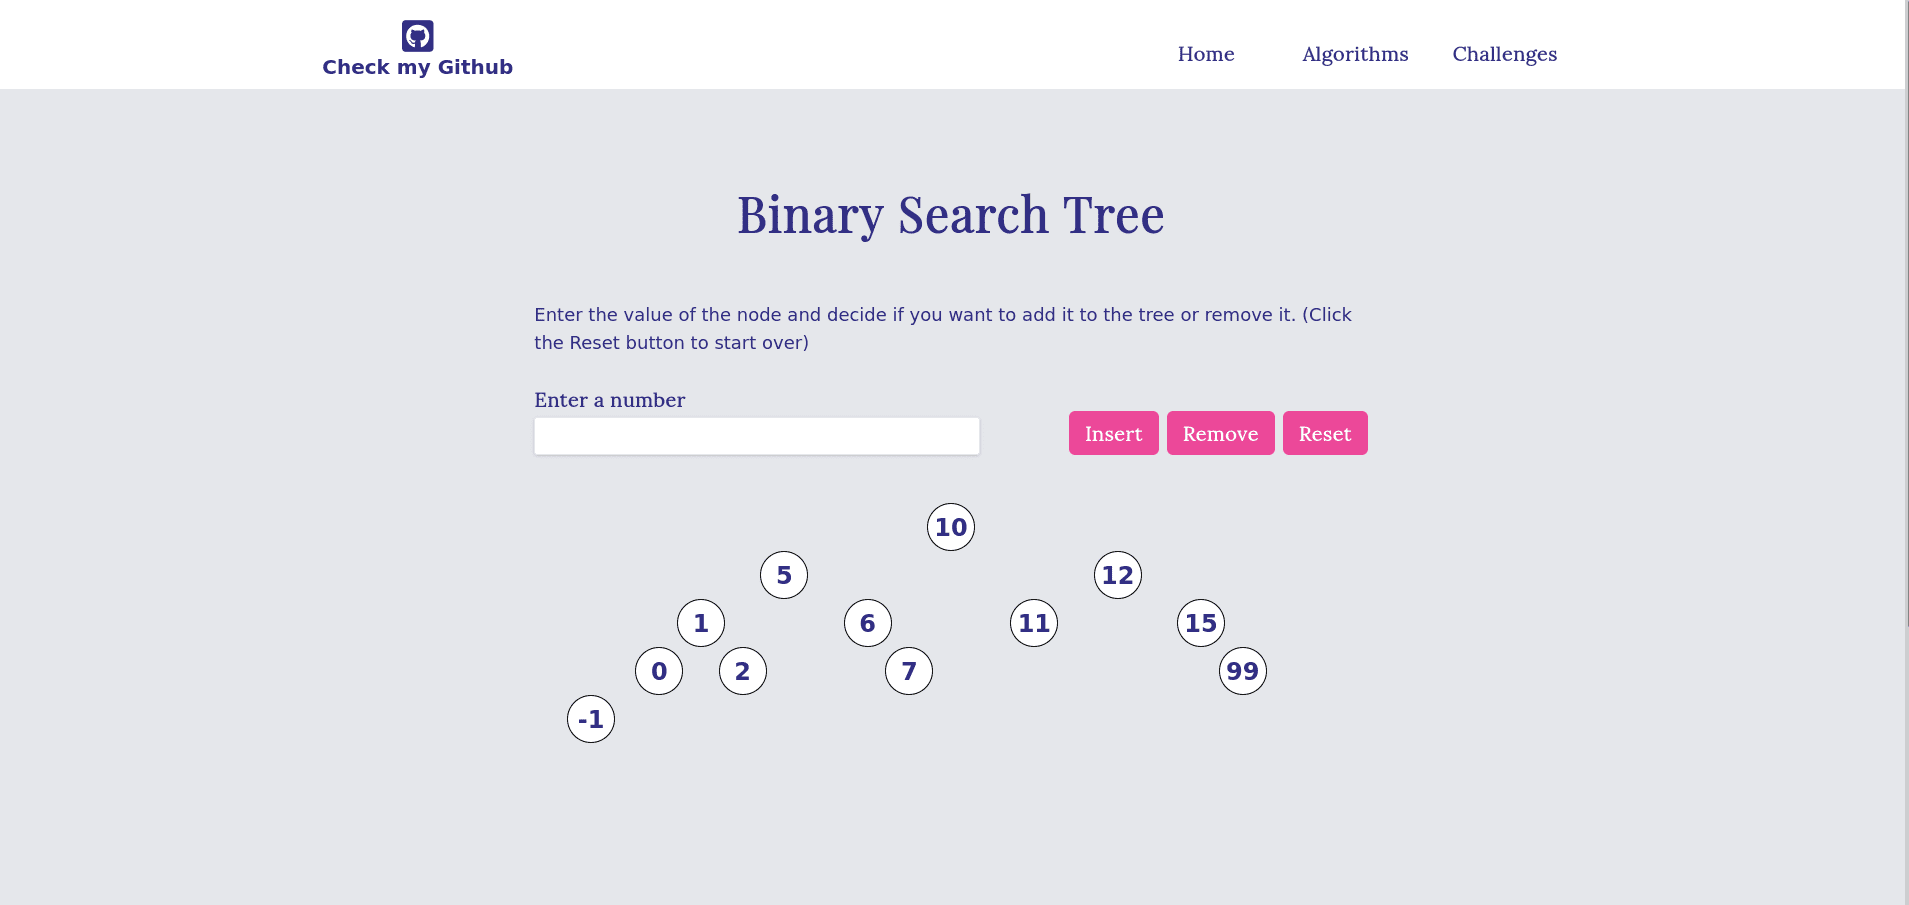 Check my Github
Home Algorithms Challenges
Binary Search Tree
Enter the value of the node and decide if you want to add it to the tree or remove it. (Click
the Reset button to start over)
Enter a number
Insert Remove Reset
10
5 12
1 6 11 15
0 2 7 99
-1